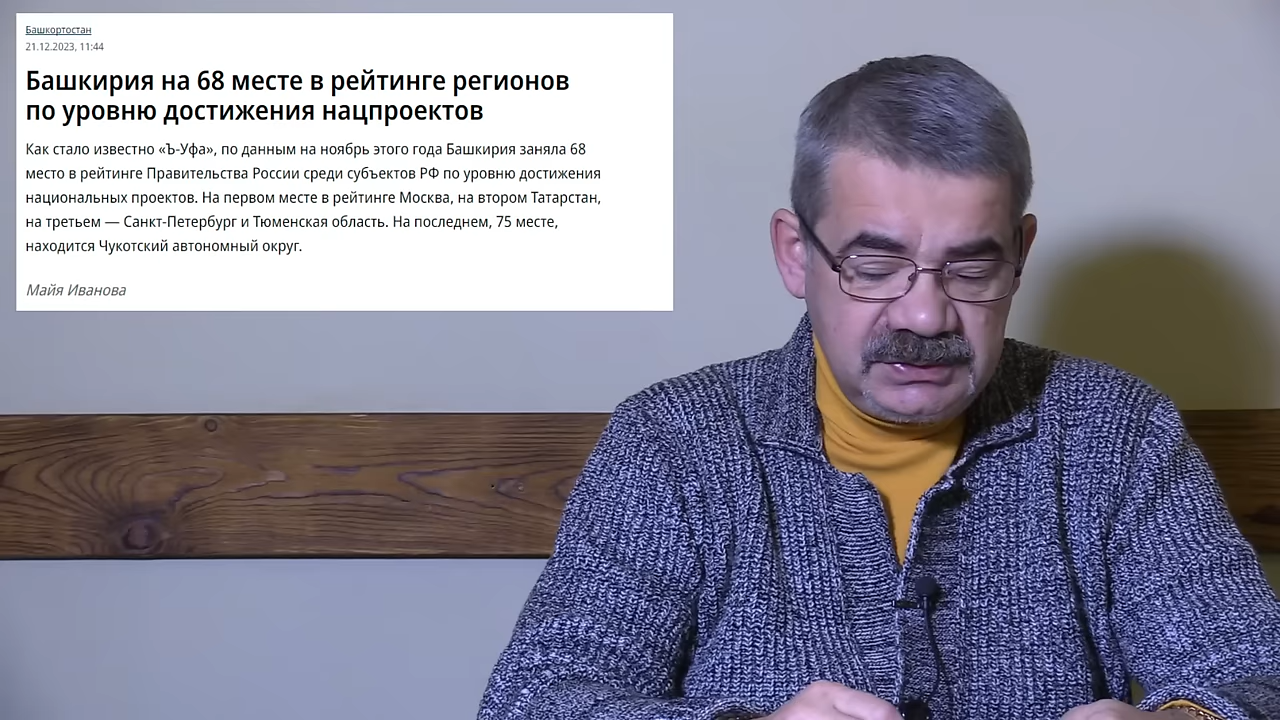 Башкортостан
21.12.2023, 11:44
Башкирия на 68 месте в рейтинге регионов
по уровню достижения нацпроектов
Как стало известно «Ъ-Уфа», по данным на ноябрь этого года Башкирия заняла 68
место в рейтинге Правительства России среди субъектов РФ по уровню достижения
национальных проектов. На первом месте в рейтинге Москва, на втором Татарстан,
на третьем — Санкт-Петербург и Тюменская область. На последнем, 75 месте,
находится Чукотский автономный округ.
Майя Иванова